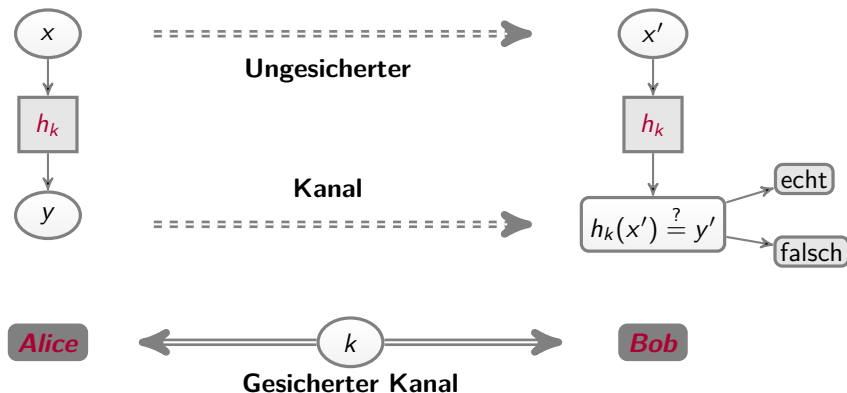 x
x′
Ungesicherter
h_k
h_k
Kanal
echt
y
h_k(x′) ≟ y′
falsch
Alice
k
Bob
Gesicherter Kanal